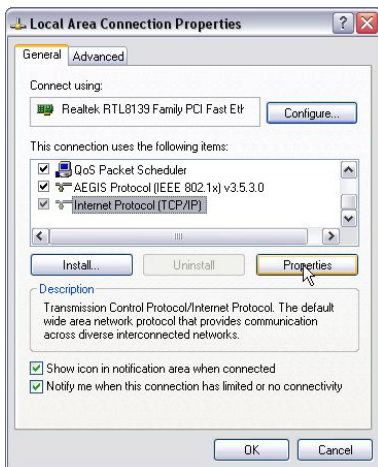 Local Area Connection Properties
General Advanced
Connect using:
Realtek RTL8139 Family PCI Fast Eth
Configure...
This connection uses the following items:
QoS Packet Scheduler
AEGIS Protocol (IEEE 802.1x) v3.5.3.0
Internet Protocol (TCP/IP)
Install... Uninstall Properties
Description
Transmission Control Protocol/Internet Protocol. The default
wide area network protocol that provides communication
across diverse interconnected networks.
Show icon in notification area when connected
Notify me when this connection has limited or no connectivity
OK Cancel